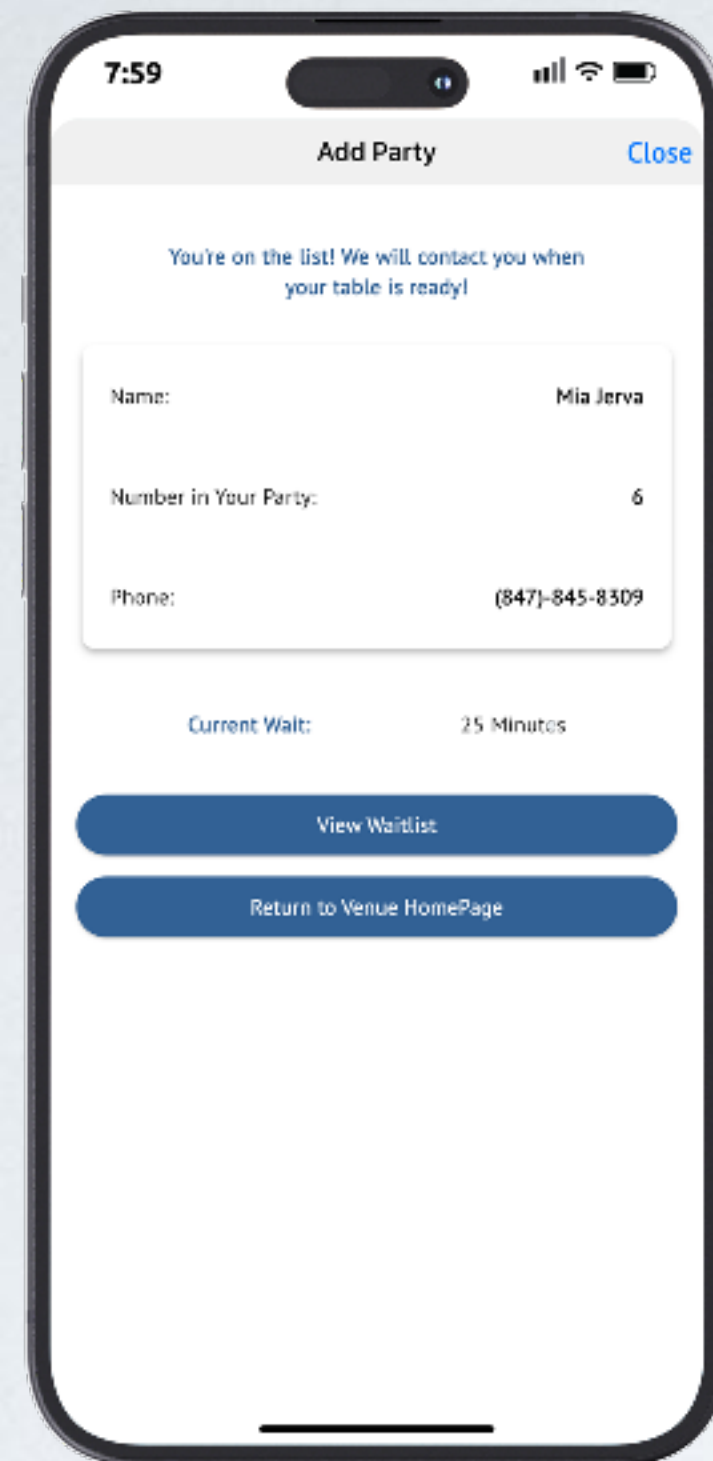 7:59
Add Party
Close
You're on the list! We will contact you when
your table is ready!
Name: Mia Jerva
Number in Your Party: 6
Phone: (847)-845-8309
Current Wait: 25 Minutes
View Waitlist
Return to Venue HomePage